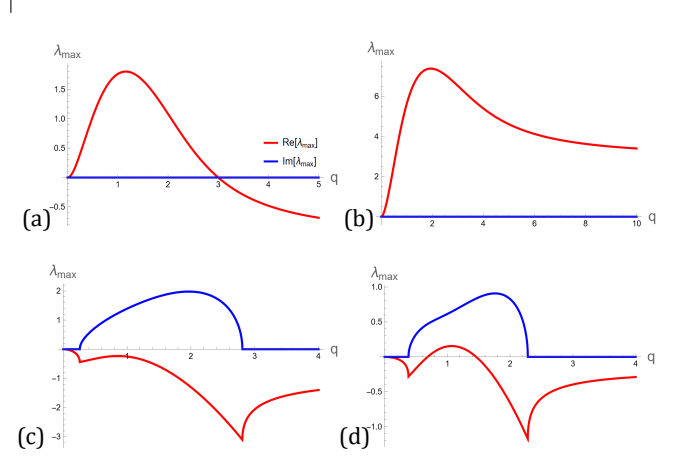 λmax
1.5
1.0
0.5
Re[λmax]
Im[λmax]
1 2 3 4 5 q
-0.5
(a)
λmax
6
4
2
2 4 6 8 10 q
(b)
λmax
2
1
1 2 3 4 q
-1
-2
-3
(c)
λmax
1.0
0.5
1 2 3 4 q
-0.5
-1.0
(d)